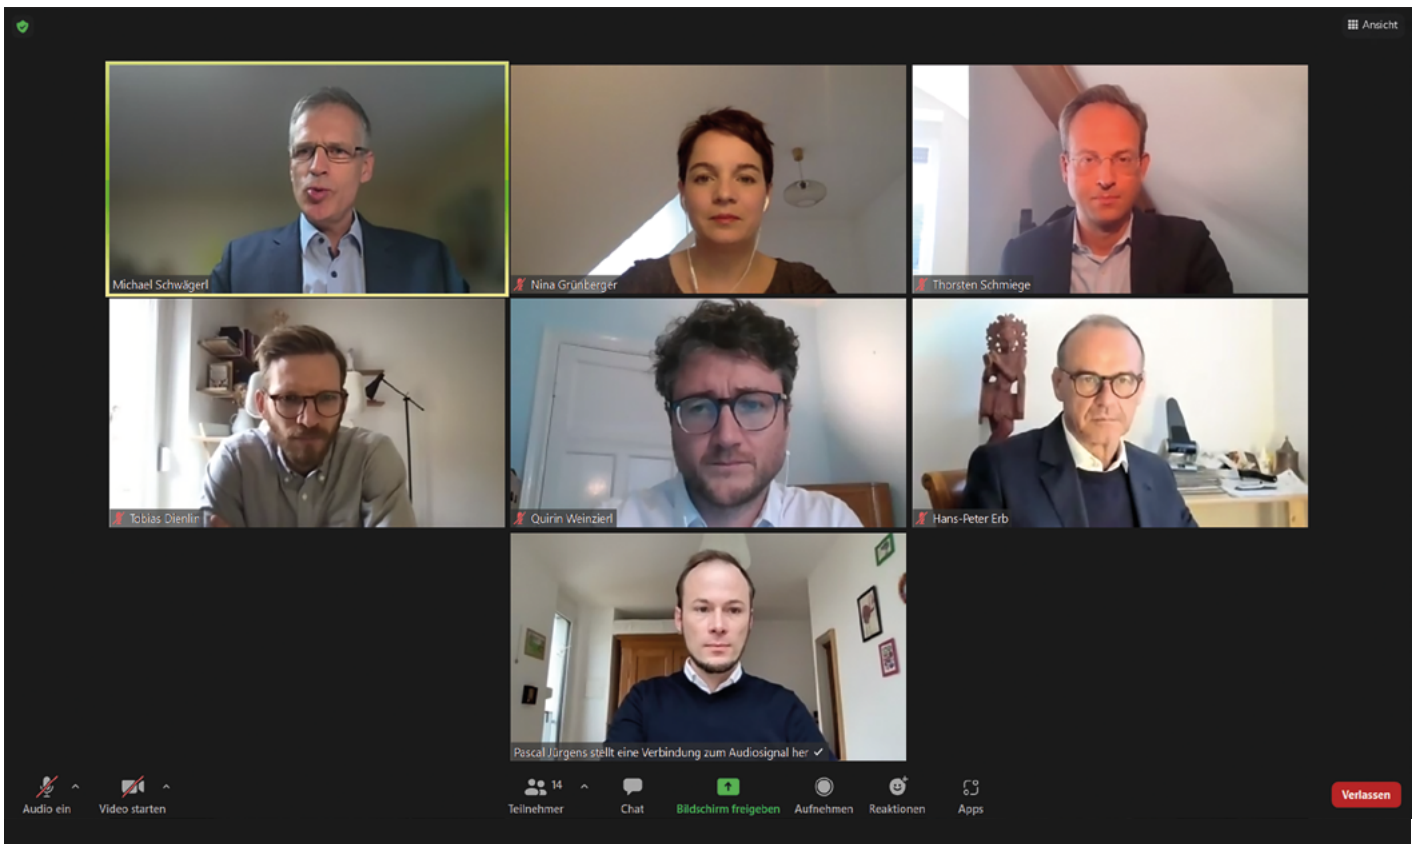 Ansicht
Michael Schwägerl
Nina Grünberger
Thorsten Schmiege
Tobias Dienlin
Quirin Weinzierl
Hans-Peter Erb
Pascal Jürgens stellt eine Verbindung zum Audiosignal her
14
Audio ein
Video starten
Teilnehmer
Chat
Bildschirm freigeben
Aufnehmen
Reaktionen
Apps
Verlassen